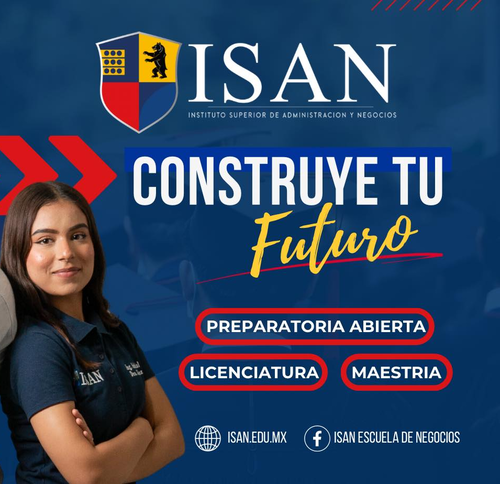 ISAN
INSTITUTO SUPERIOR DE ADMINISTRACION Y NEGOCIOS
CONSTRUYE TU
Futuro
PREPARATORIA ABIERTA
LICENCIATURA
MAESTRIA
ISAN
ISAN.EDU.MX
ISAN ESCUELA DE NEGOCIOS